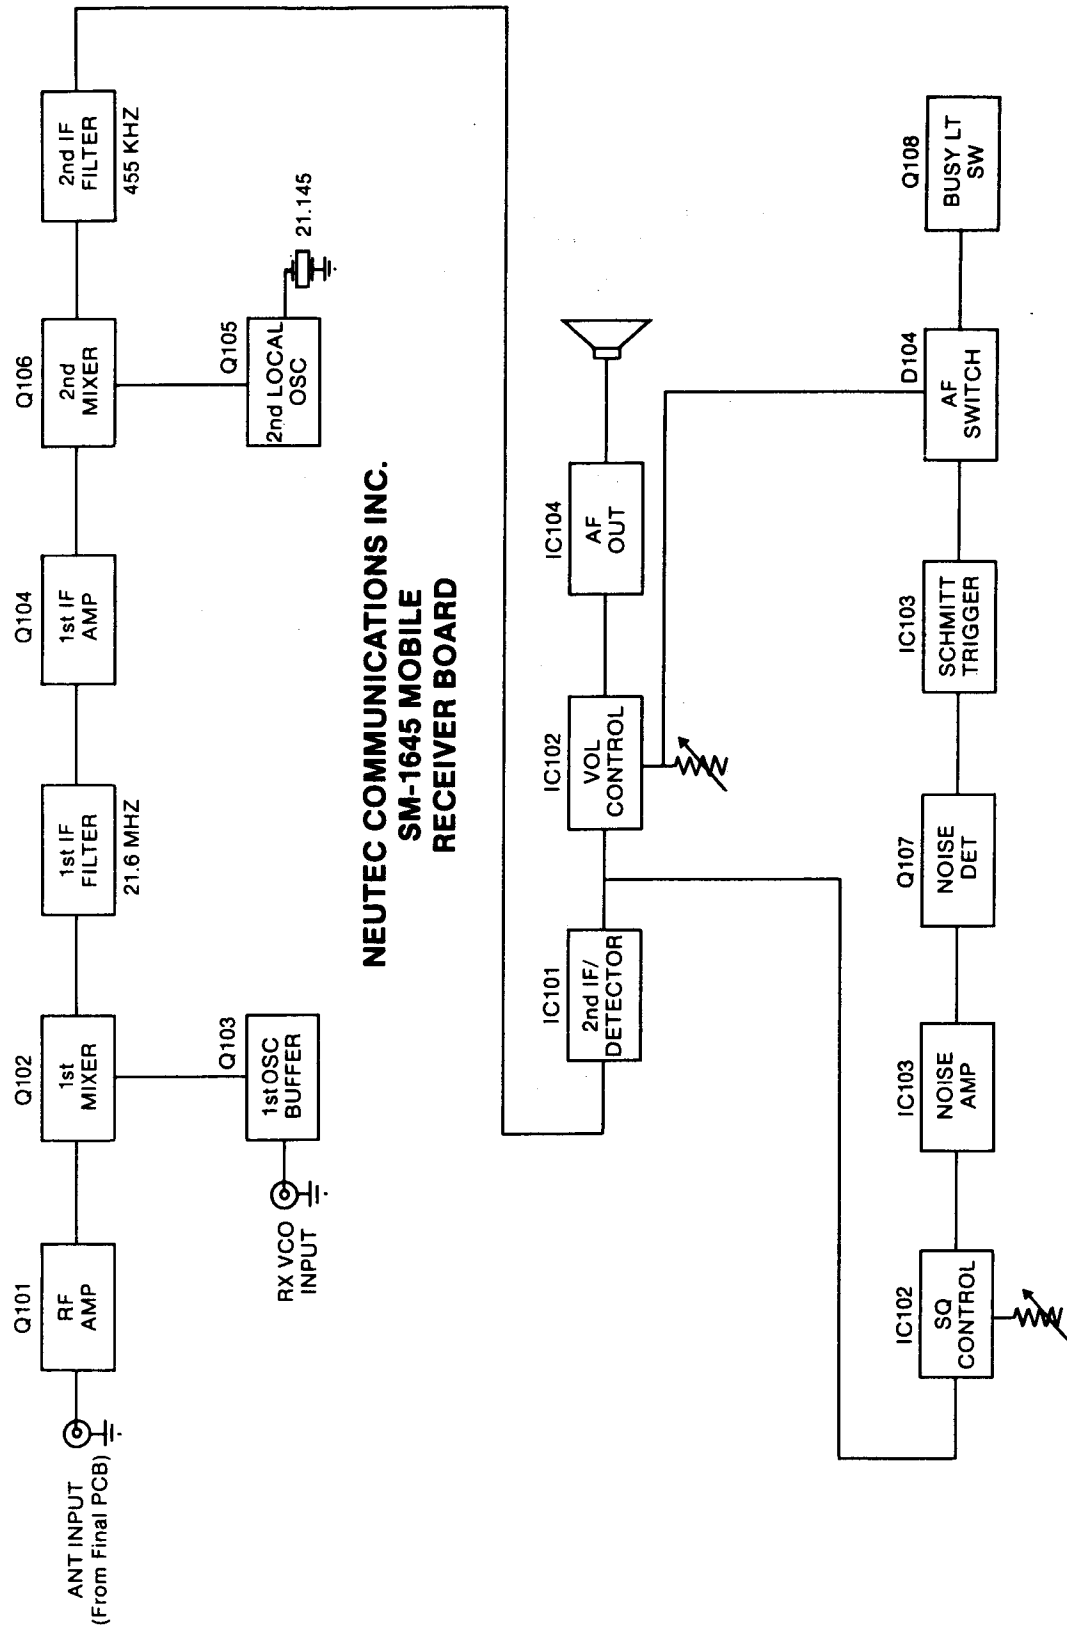 Q101
RF
AMP
Q102
1st
MIXER
1st IF
FILTER
21.6 MHZ
Q104
1st IF
AMP
Q106
2nd
MIXER
2nd IF
FILTER
455 KHZ
ANT INPUT
(From Final PCB)
RX VCO
INPUT
Q103
1st OSC
BUFFER
Q105
2nd LOCAL
OSC
21.145
NEUTEC COMMUNICATIONS INC.
SM-1645 MOBILE
RECEIVER BOARD
IC101
2nd IF/
DETECTOR
IC102
VOL
CONTROL
IC104
AF
OUT
IC102
SQ
CONTROL
IC103
NOISE
AMP
Q107
NOISE
DET
IC103
SCHMITT
TRIGGER
D104
AF
SWITCH
Q108
BUSY LT
SW